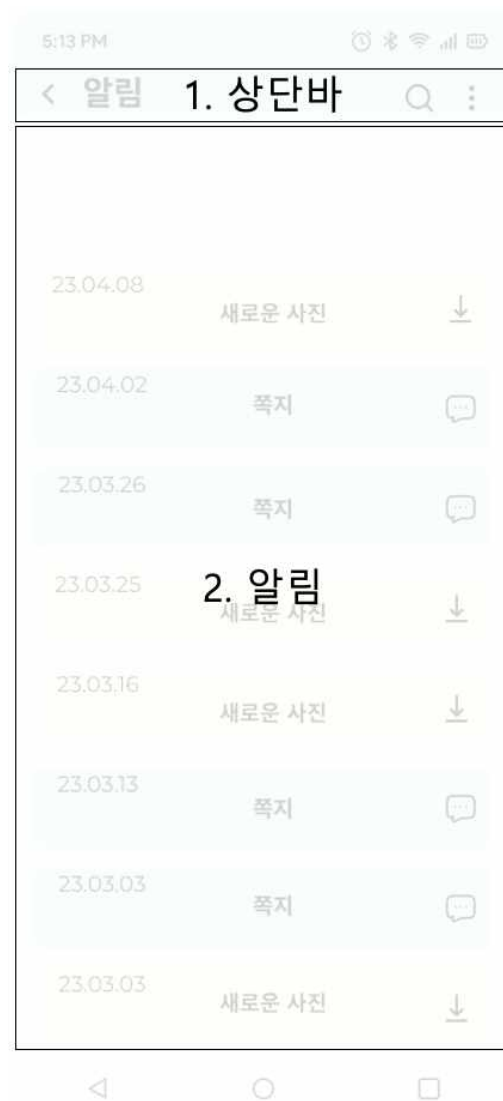 5:13 PM
알림 1. 상단바
23.04.08
새로운 사진
23.04.02
쪽지
23.03.26
쪽지
23.03.25
2. 알림
새로운 사진
23.03.16
새로운 사진
23.03.13
쪽지
23.03.03
쪽지
23.03.03
새로운 사진